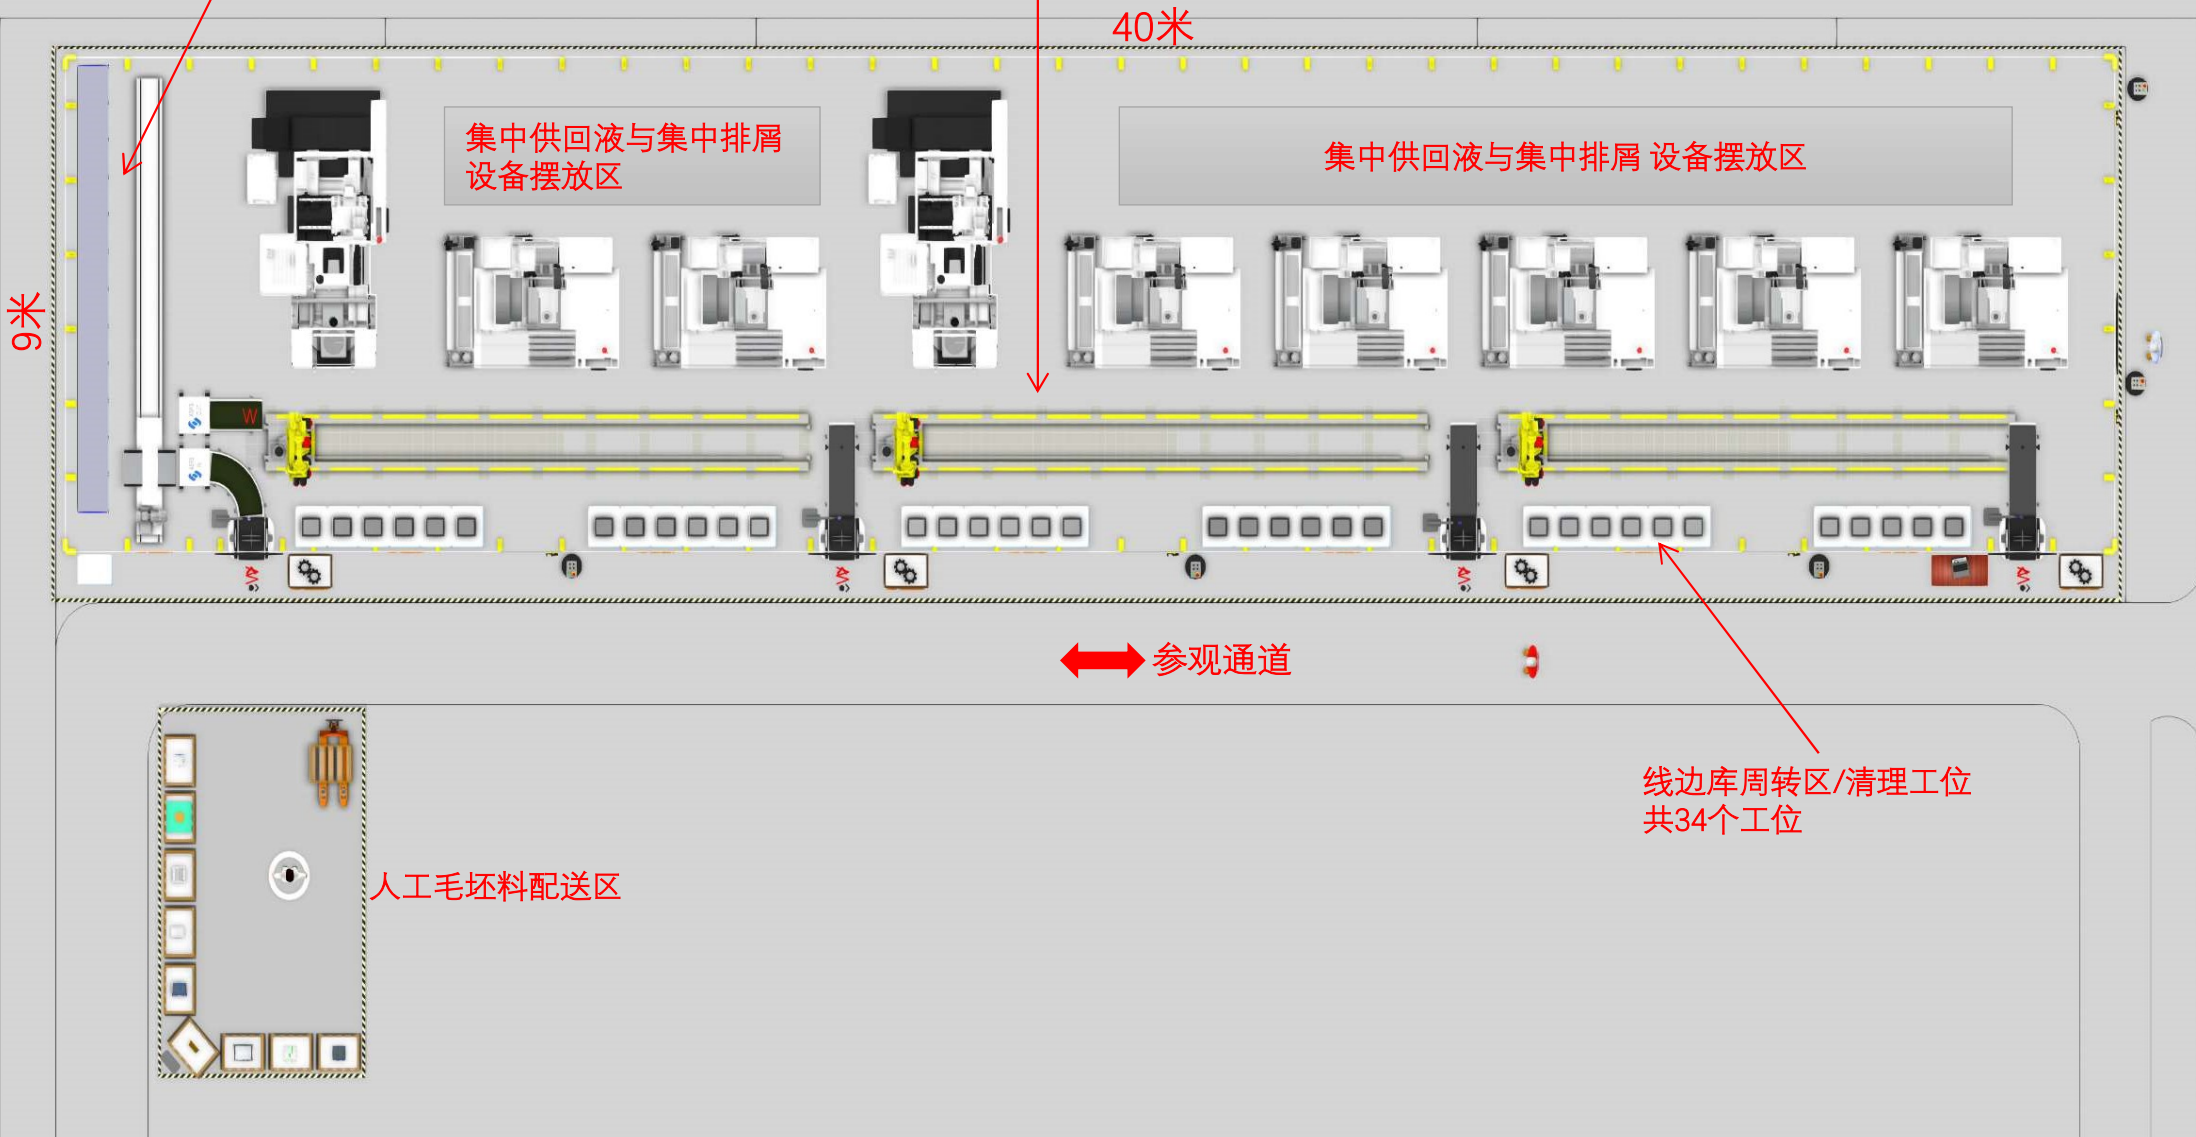 40米
集中供回液与集中排屑
设备摆放区
集中供回液与集中排屑 设备摆放区
9米
W
参观通道
线边库周转区/清理工位
共34个工位
人工毛坯料配送区